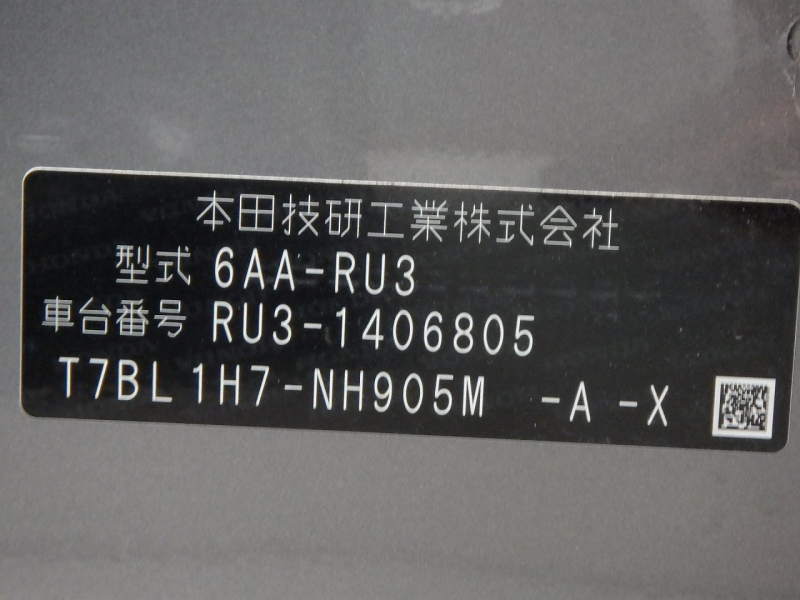 本田技研工業株式会社
型式 6AA-RU3
車台番号 RU3-1406805
T7BL1H7-NH905M -A -X